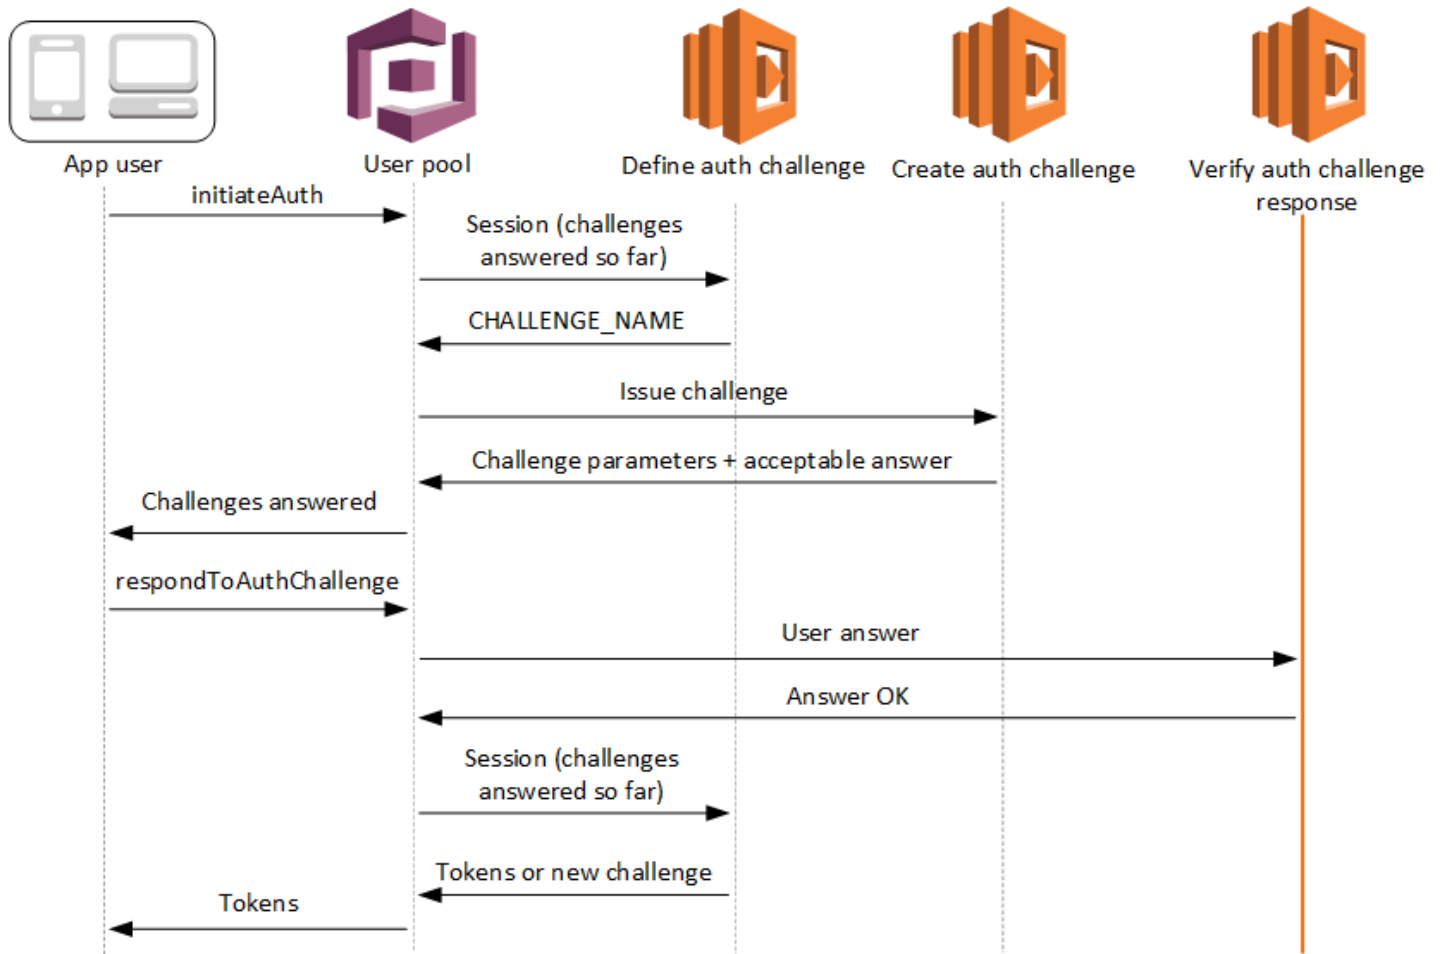 App user
User pool
Define auth challenge
Create auth challenge
Verify auth challenge
response
initiateAuth
Session (challenges
answered so far)
CHALLENGE_NAME
Issue challenge
Challenge parameters + acceptable answer
Challenges answered
respondToAuthChallenge
User answer
Answer OK
Session (challenges
answered so far)
Tokens or new challenge
Tokens